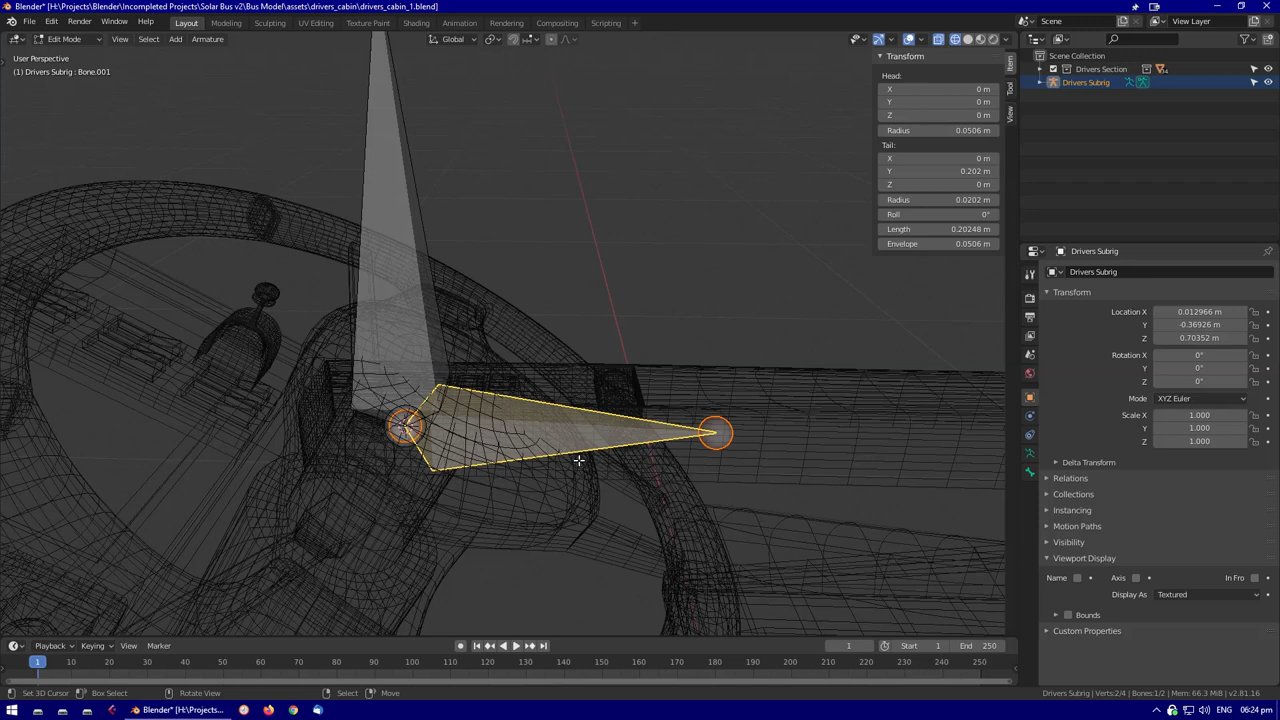 Blender* [H:\Projects\Blender\Incompleted Projects\Solar Bus v2\Bus Model\assets\drivers_cabin\drivers_cabin_1.blend]
File Edit Render Window Help Layout Modeling Sculpting UV Editing Texture Paint Shading Animation Rendering Compositing Scripting + Scene View Layer
Edit Mode View Select Add Armature Global
User Perspective
(1) Drivers Subrig : Bone.001
Transform
Head:
X 0 m
Y 0 m
Z 0 m
Radius 0.0506 m
Tail:
X 0 m
Y 0.202 m
Z 0 m
Radius 0.0202 m
Roll 0°
Length 0.20248 m
Envelope 0.0506 m
Item
Tool
View
Scene Collection
Drivers Section
Drivers Subrig
Drivers Subrig
Drivers Subrig
Transform
Location X 0.012966 m
Y -0.36926 m
Z 0.70352 m
Rotation X 0°
Y 0°
Z 0°
Mode XYZ Euler
Scale X 1.000
Y 1.000
Z 1.000
Delta Transform
Relations
Collections
Instancing
Motion Paths
Visibility
Viewport Display
Name Axis In Fro
Display As Textured
Bounds
Custom Properties
Playback Keying View Marker 1 Start 1 End 250
1 10 20 30 40 50 60 70 80 90 100 110 120 130 140 150 160 170 180 190 200 210 220 230 240 250
Set 3D Cursor Box Select Rotate View Select Move Drivers Subrig | Verts:2/4 | Bones:1/2 | Mem: 66.3 MiB | v2.81.16
Blender* [H:\Projects... ENG 06:24 pm